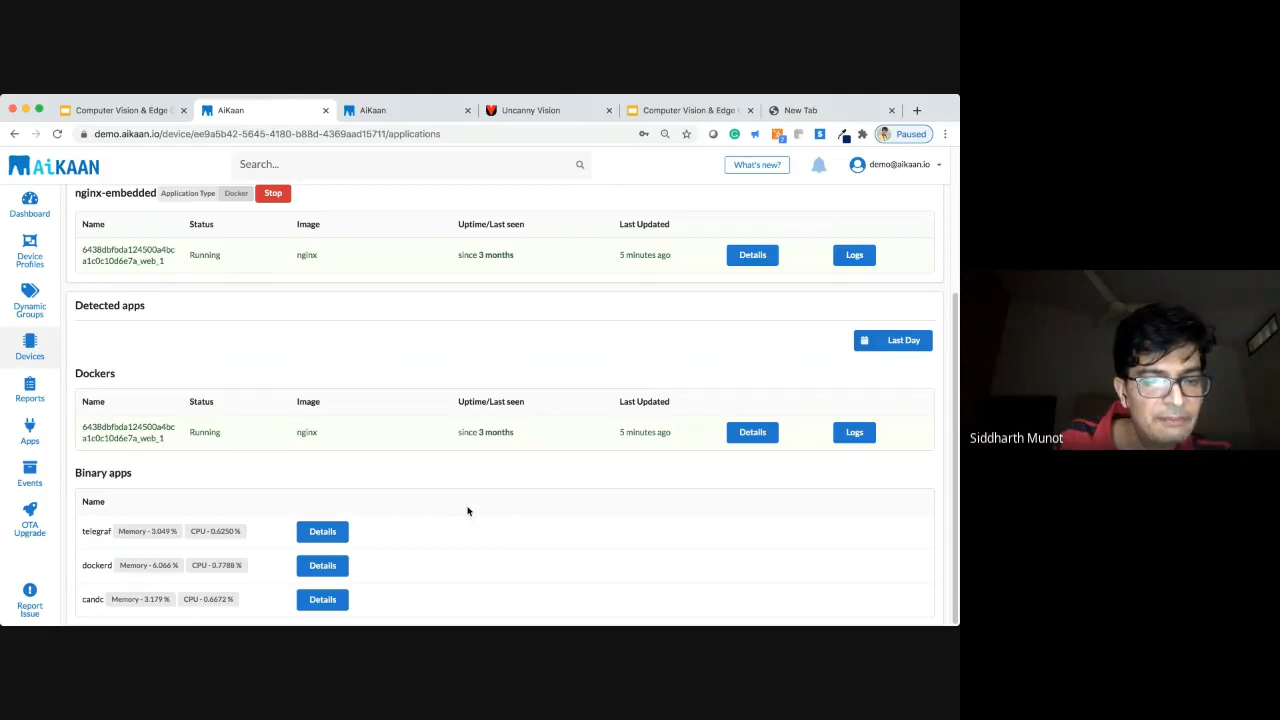 Computer Vision & Edge
AiKaan
AiKaan
Uncanny Vision
Computer Vision & Edge
New Tab
demo.aikaan.io/device/ee9a5b42-5645-4180-b88d-4369aad15711/applications
Paused
AiKAAN
Search...
What's new?
demo@aikaan.io
Dashboard
Device
Profiles
Dynamic
Groups
Devices
Reports
Apps
Events
OTA
Upgrade
Report
Issue
nginx-embedded Application Type Docker Stop
Name Status Image Uptime/Last seen Last Updated
6438dbfbda124500a4bc
a1c0c10d6e7a_web_1
Running nginx since 3 months 5 minutes ago Details Logs
Detected apps
Last Day
Dockers
Name Status Image Uptime/Last seen Last Updated
6438dbfbda124500a4bc
a1c0c10d6e7a_web_1
Running nginx since 3 months 5 minutes ago Details Logs
Binary apps
Name
telegraf Memory - 3.049 % CPU - 0.6250 % Details
dockerd Memory - 6.066 % CPU - 0.7788 % Details
candc Memory - 3.179 % CPU - 0.6672 % Details
Siddharth Munot